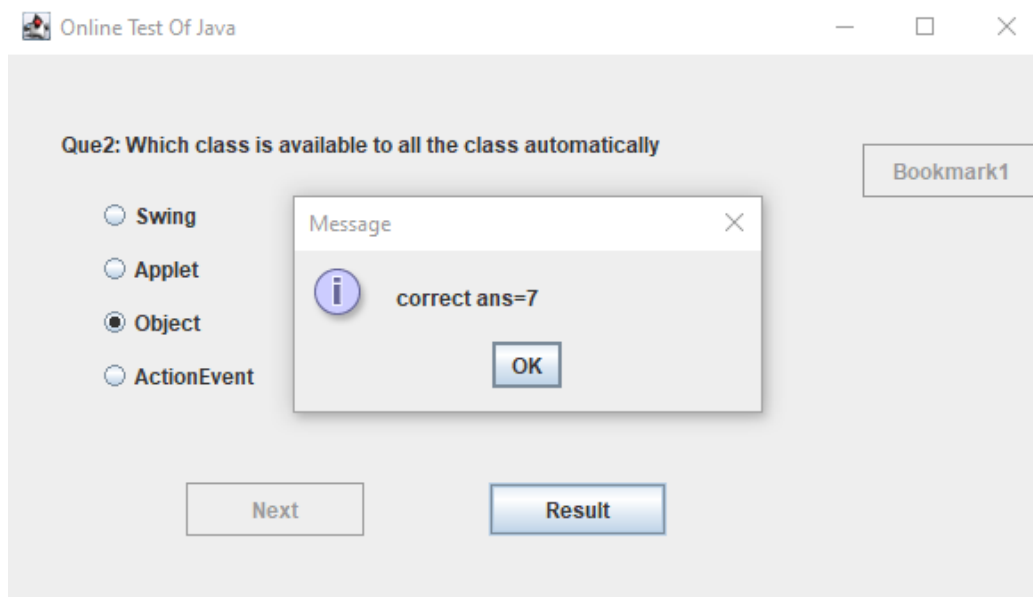 Online Test Of Java
Que2: Which class is available to all the class automatically
Bookmark1
Swing
Message
Applet
i
correct ans=7
Object
OK
ActionEvent
Next
Result